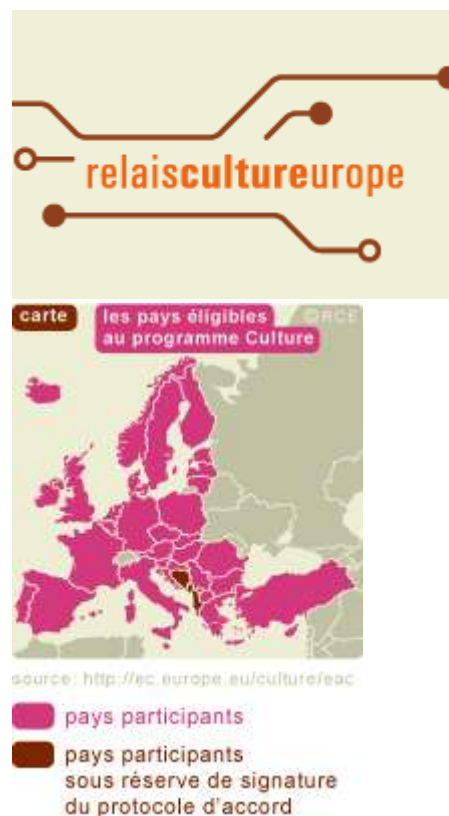 relaiscultureurope
carte
les pays éligibles
au programme Culture
©RCE
source: http://ec.europe.eu/culture/eac
pays participants
pays participants
sous réserve de signature
du protocole d'accord